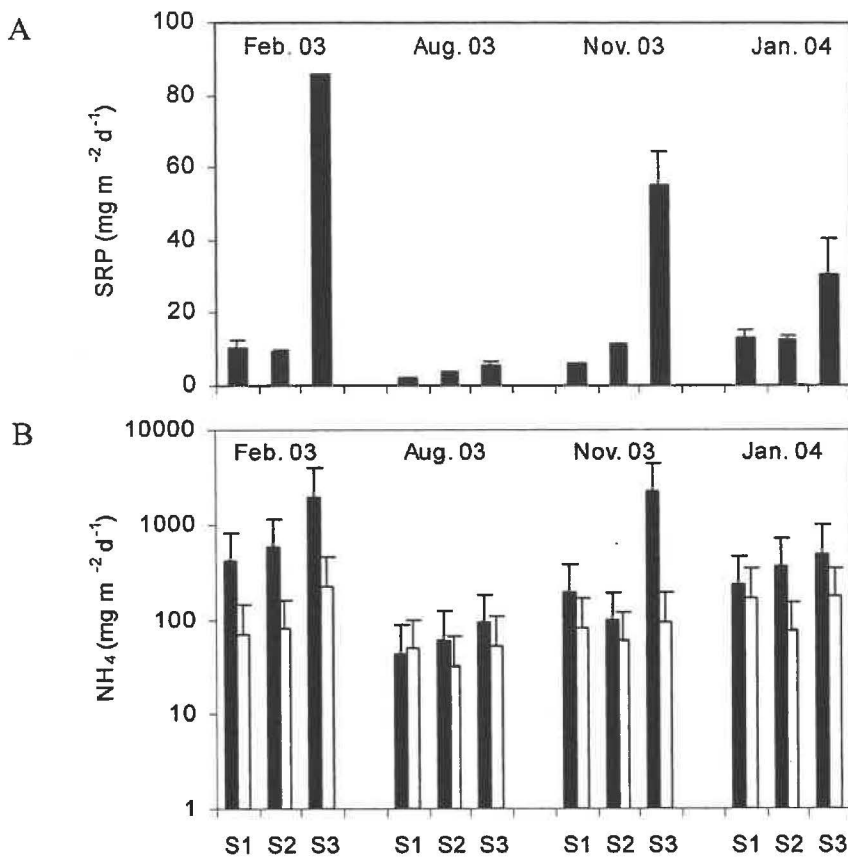 A
SRP (mg m -2 d-1)
100
80
60
40
20
0
Feb. 03 Aug. 03 Nov. 03 Jan. 04
B
NH4 (mg m -2 d-1)
10000
1000
100
10
1
Feb. 03 Aug. 03 Nov. 03 Jan. 04
S1 S2 S3 S1 S2 S3 S1 S2 S3 S1 S2 S3